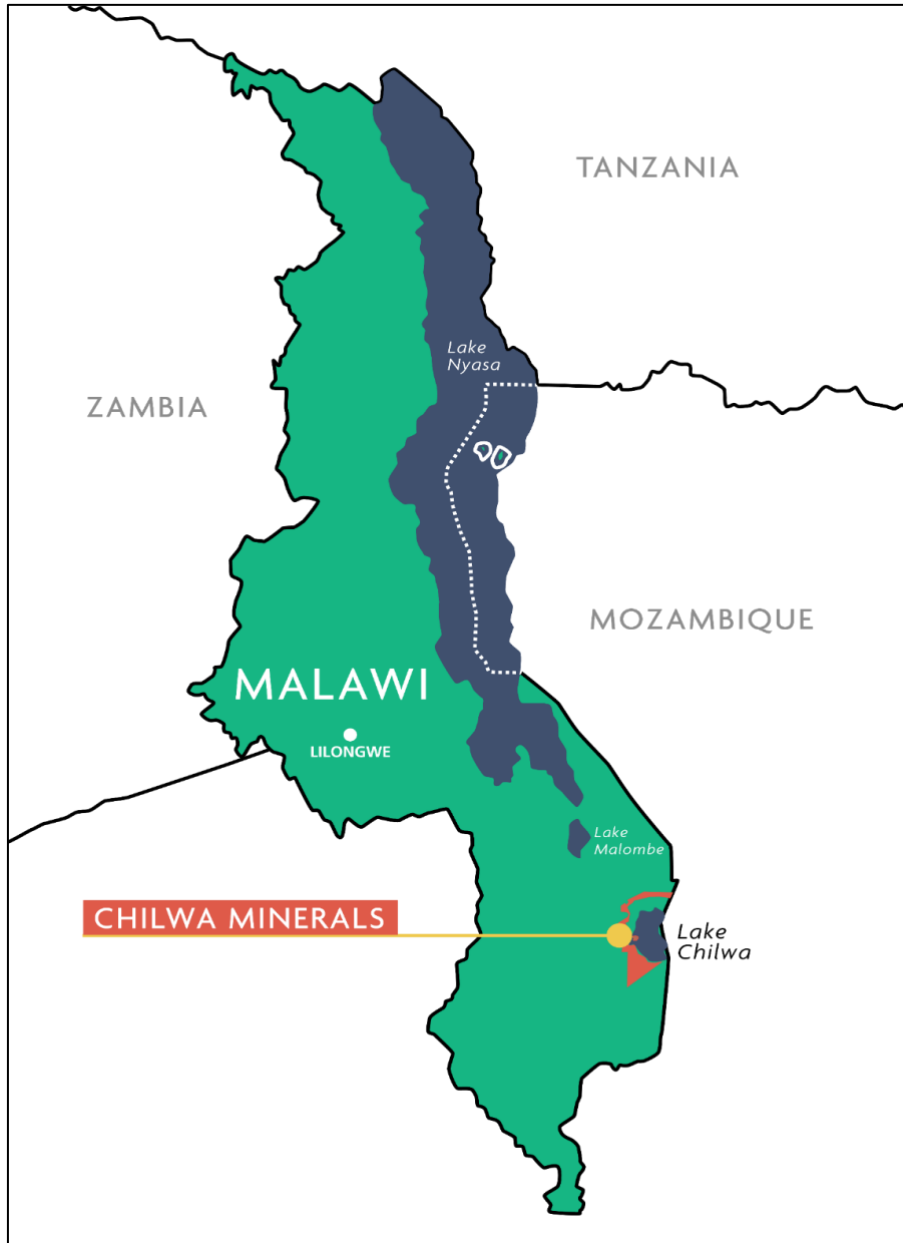 TANZANIA
Lake
Nyasa
ZAMBIA
MOZAMBIQUE
MALAWI
LILONGWE
Lake
Malombe
CHILWA MINERALS
Lake
Chilwa